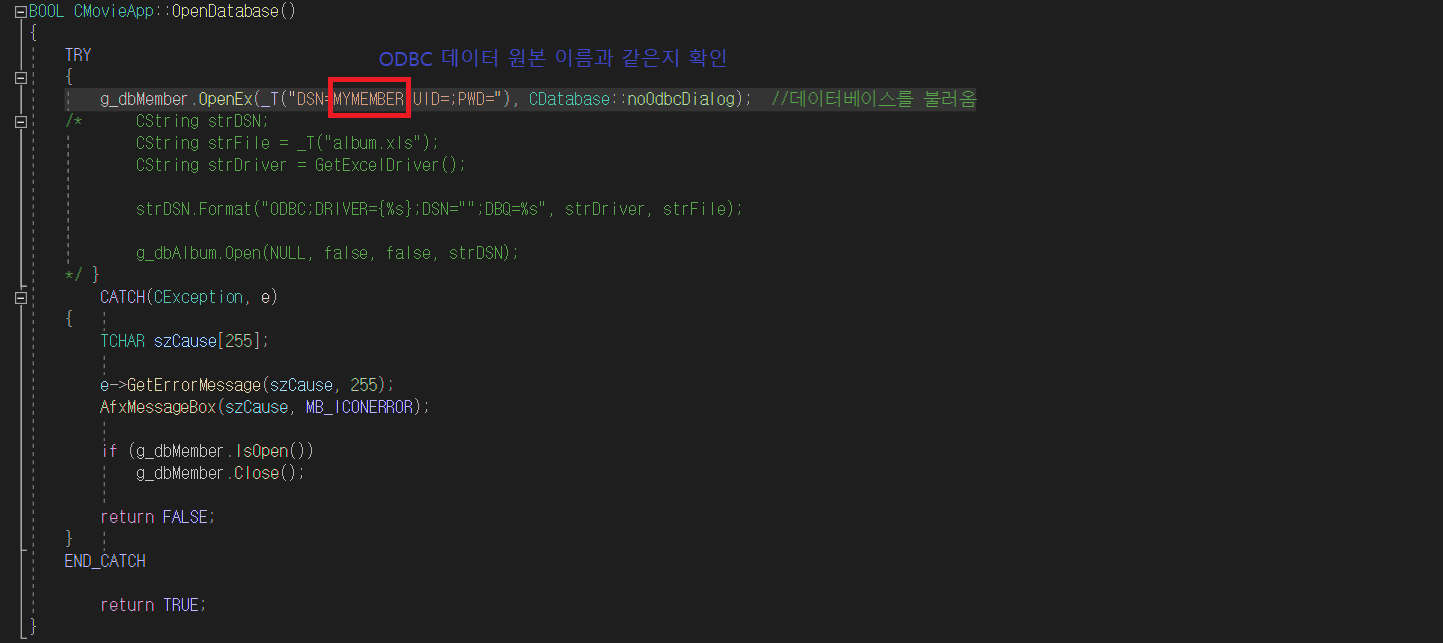 BOOL CMovieApp::OpenDatabase()
{
TRY
ODBC 데이터 원본 이름과 같은지 확인
{
g_dbMember.OpenEx(_T("DSN=MYMEMBER UID=;PWD="), CDatabase::noOdbcDialog); //데이터베이스를 불러옴
/* CString strDSN;
CString strFile = _T("album.xls");
CString strDriver = GetExcelDriver();
strDSN.Format("ODBC;DRIVER={%s};DSN="";DBQ=%s", strDriver, strFile);
g_dbAlbum.Open(NULL, false, false, strDSN);
*/ }
CATCH(CException, e)
{
TCHAR szCause[255];
e->GetErrorMessage(szCause, 255);
AfxMessageBox(szCause, MB_ICONERROR);
if (g_dbMember.IsOpen())
g_dbMember.Close();
return FALSE;
}
END_CATCH
return TRUE;
}